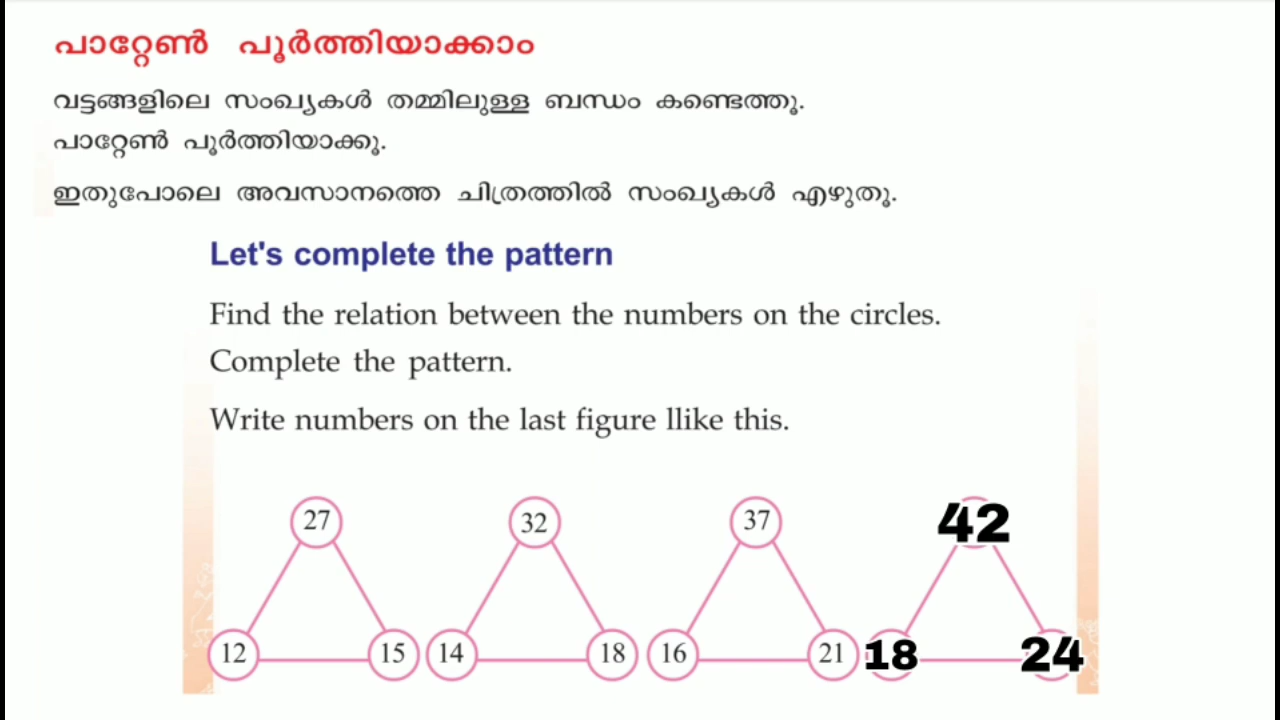 പാറ്റേൺ പൂർത്തിയാക്കാം
വട്ടങ്ങളിലെ സംഖ്യകൾ തമ്മിലുള്ള ബന്ധം കണ്ടെത്തൂ.
പാറ്റേൺ പൂർത്തിയാക്കൂ.
ഇതുപോലെ അവസാനത്തെ ചിത്രത്തിൽ സംഖ്യകൾ എഴുതൂ.
Let's complete the pattern
Find the relation between the numbers on the circles.
Complete the pattern.
Write numbers on the last figure llike this.
27 32 37 42
12 15 14 18 16 21 18 24